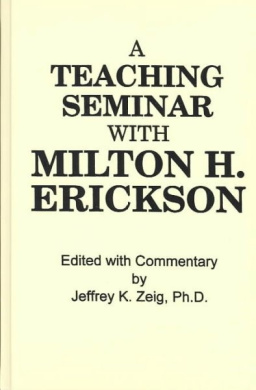 A
TEACHING
SEMINAR
WITH
MILTON H.
ERICKSON
Edited with Commentary
by
Jeffrey K. Zeig, Ph.D.